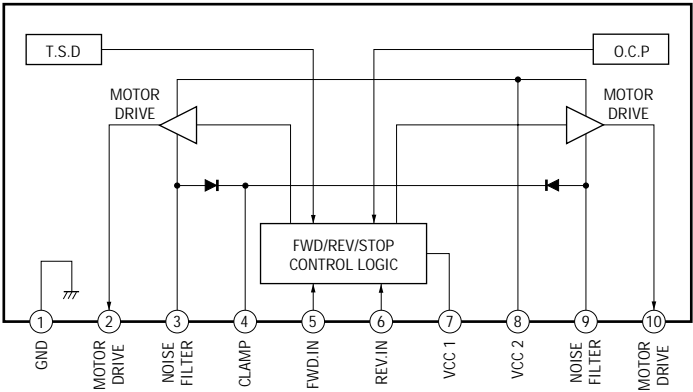 T.S.D
O.C.P
MOTOR
DRIVE
MOTOR
DRIVE
FWD/REV/STOP
CONTROL LOGIC
1
2
3
4
5
6
7
8
9
10
GND
MOTOR
DRIVE
NOISE
FILTER
CLAMP
FWD.IN
REV.IN
VCC 1
VCC 2
NOISE
FILTER
MOTOR
DRIVE